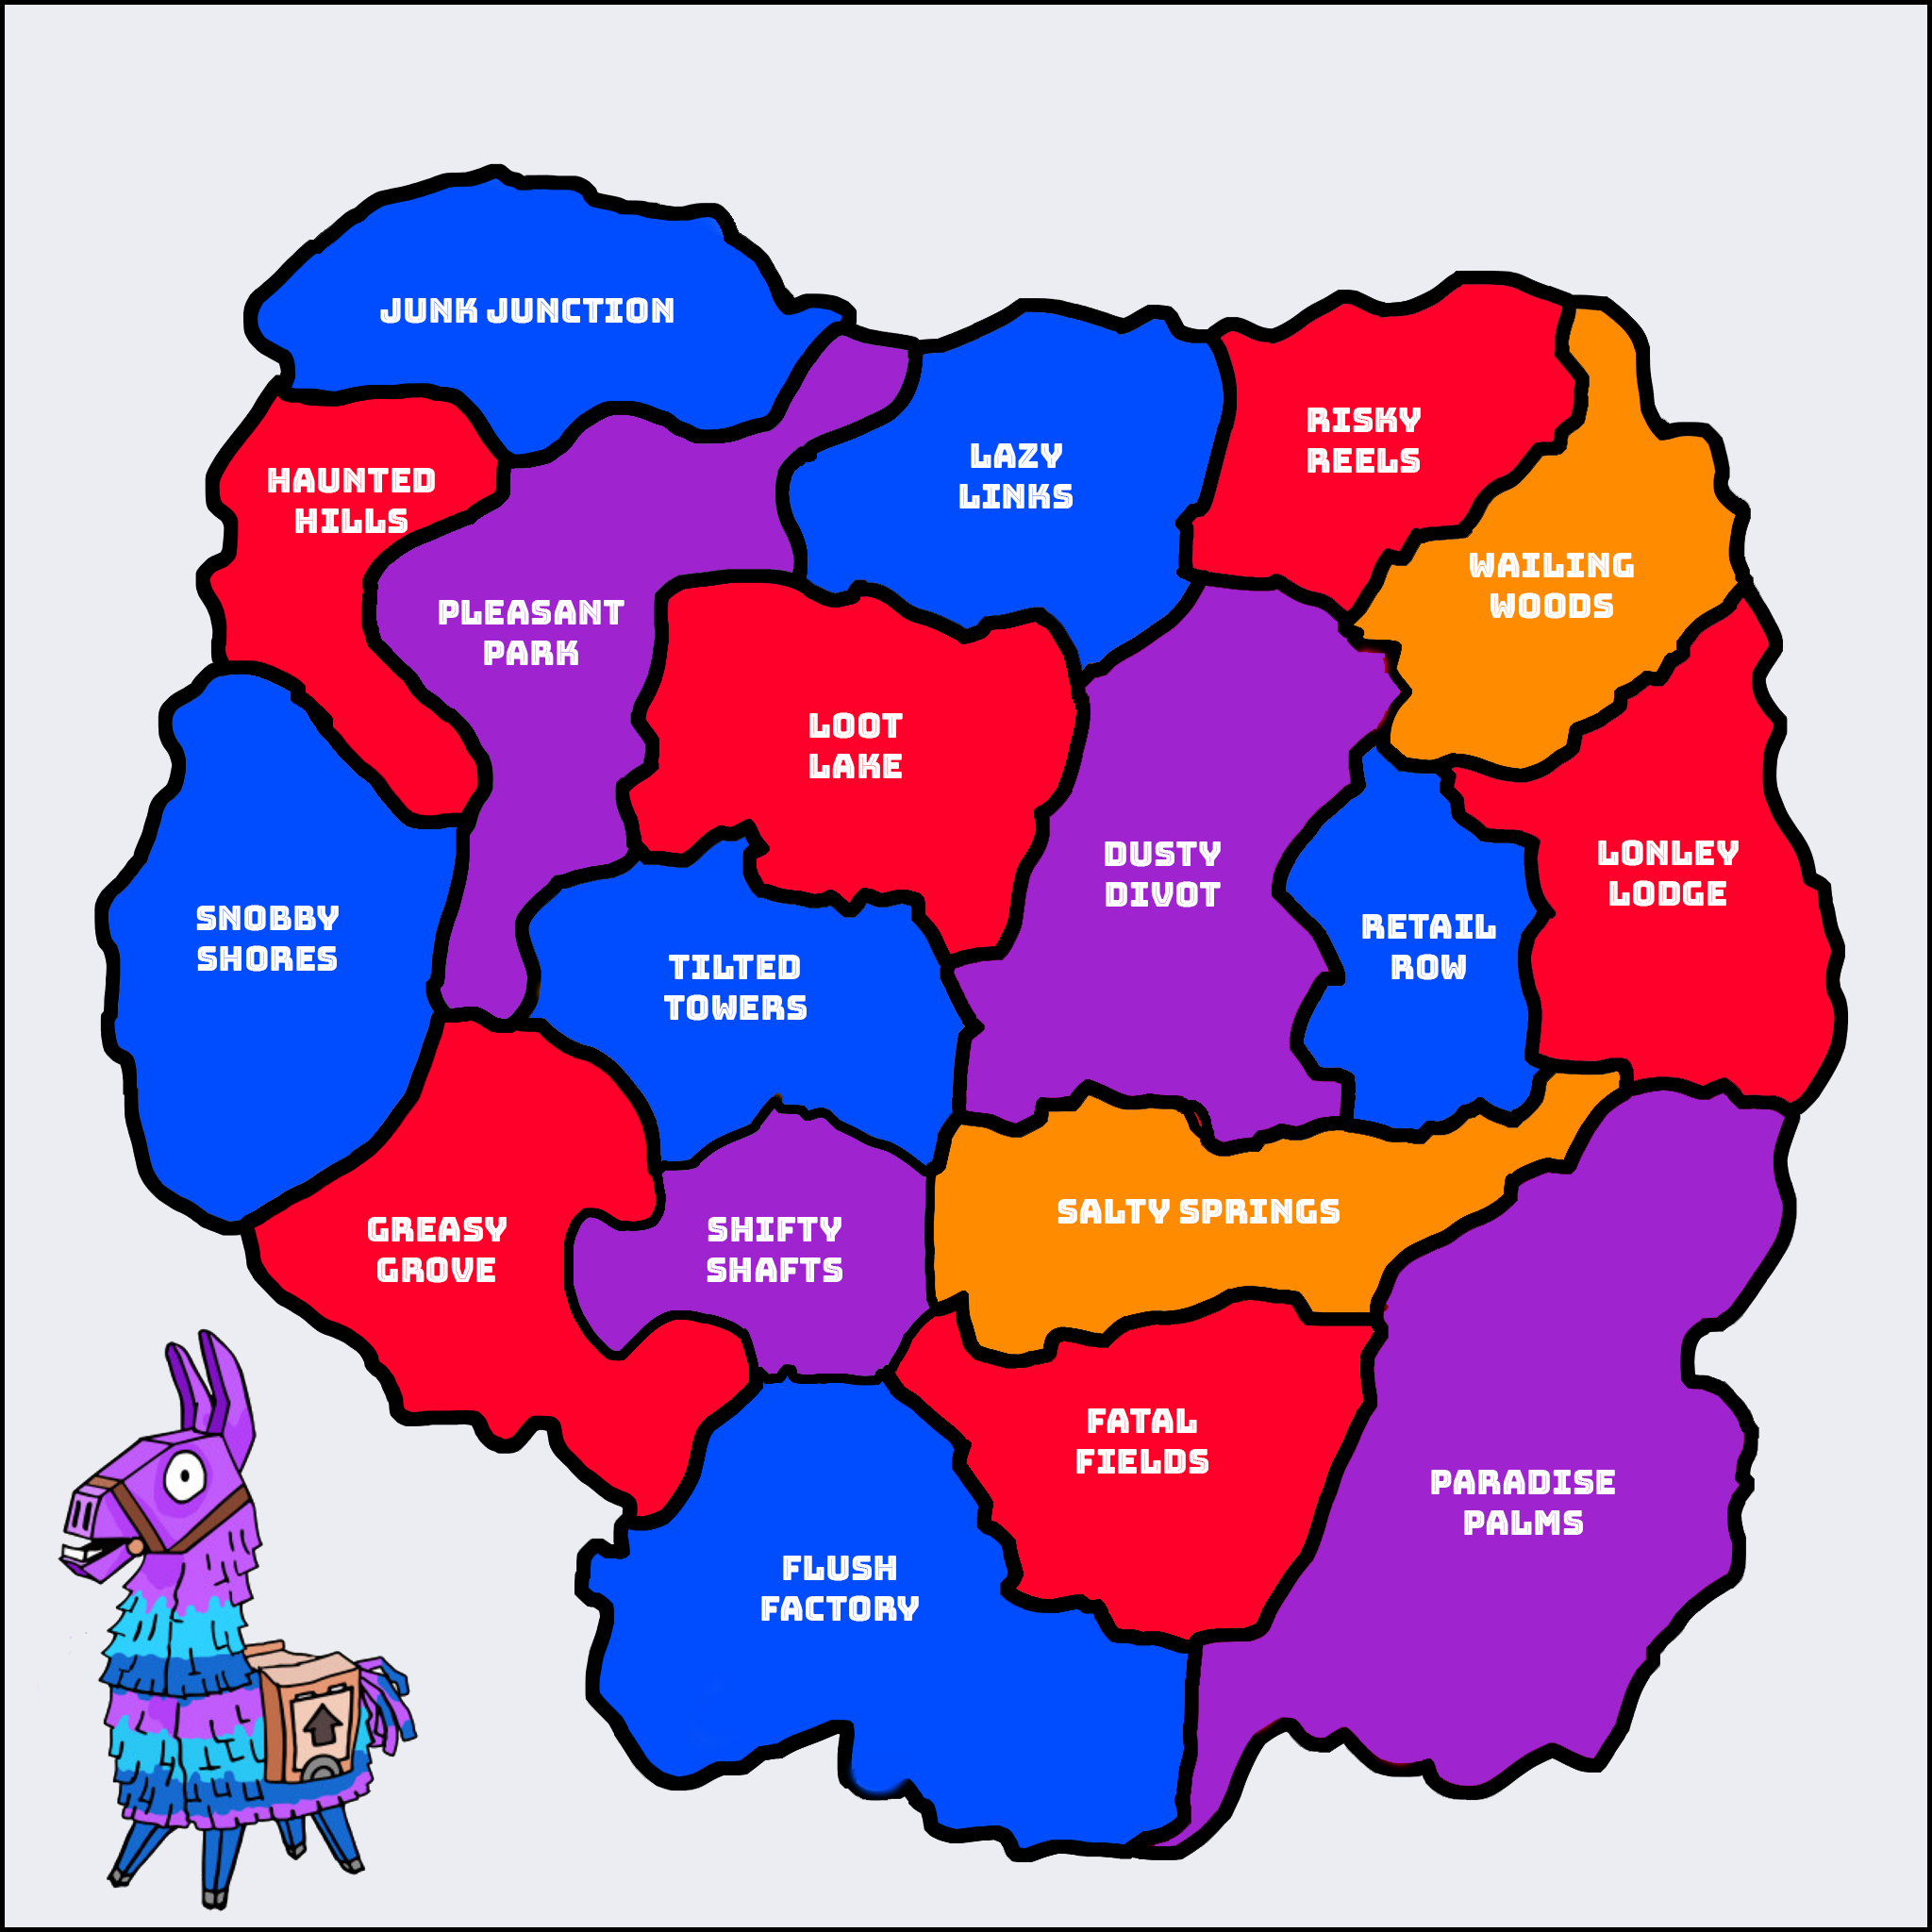 JUNK JUNCTION
HAUNTED
HILLS
LAZY
LINKS
RISKY
REELS
WAILING
WOODS
PLEASANT
PARK
LOOT
LAKE
DUSTY
DIVOT
LONLEY
LODGE
SNOBBY
SHORES
RETAIL
ROW
TILTED
TOWERS
GREASY
GROVE
SHIFTY
SHAFTS
SALTY SPRINGS
FATAL
FIELDS
PARADISE
PALMS
FLUSH
FACTORY